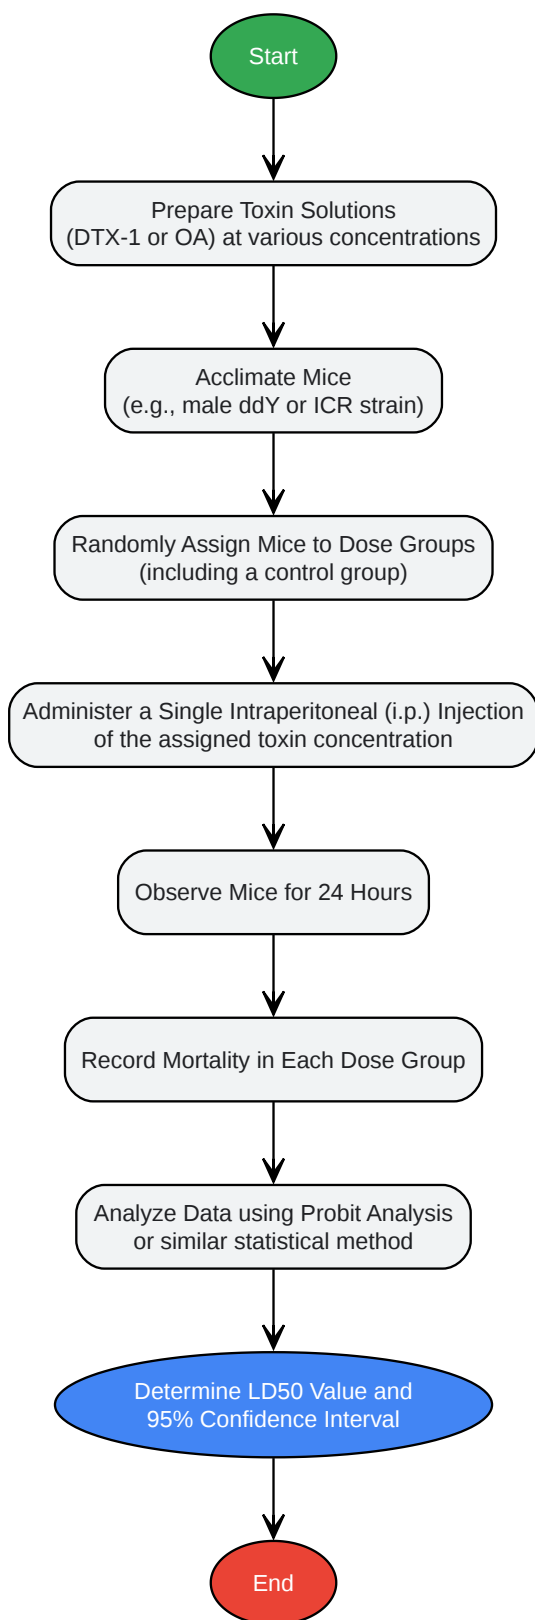 Start
Prepare Toxin Solutions
(DTX-1 or OA) at various concentrations
Acclimate Mice
(e.g., male ddY or ICR strain)
Randomly Assign Mice to Dose Groups
(including a control group)
Administer a Single Intraperitoneal (i.p.) Injection
of the assigned toxin concentration
Observe Mice for 24 Hours
Record Mortality in Each Dose Group
Analyze Data using Probit Analysis
or similar statistical method
Determine LD50 Value and
95% Confidence Interval
End